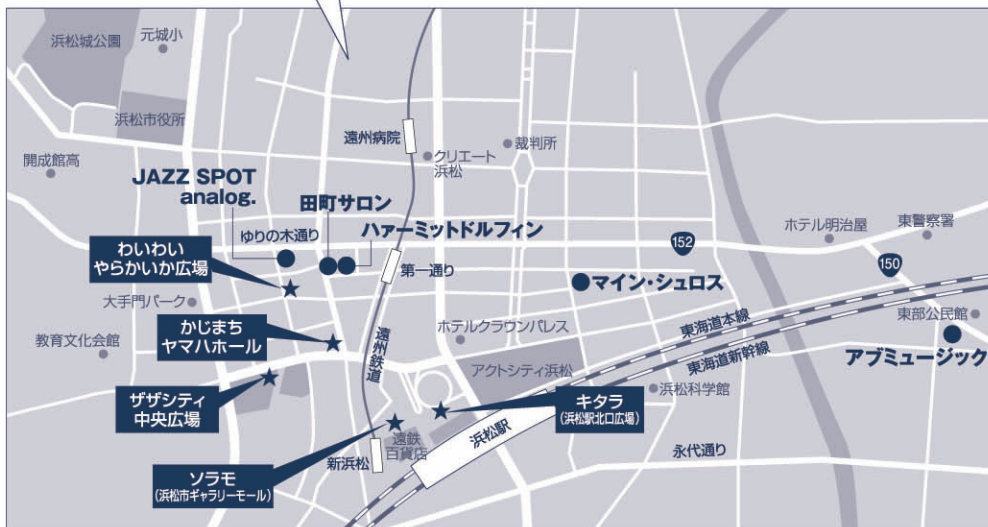 浜松城公園
元城小
浜松市役所
開成館高
遠州病院
クリエート
浜松
裁判所
JAZZ SPOT
analog.
田町サロン
ハァーミットドルフィン
ゆりの木通り
わいわい
やらかいか広場
第一通り
152
ホテル明治屋
東警察署
150
マイン・シュロス
大手門パーク
かじまち
ヤマハホール
教育文化会館
遠州鉄道
ホテルクラウンパレス
東海道本線
東海道新幹線
東部公民館
アブミュージック
アクトシティ浜松
浜松科学館
ザザシティ
中央広場
キタラ
(浜松駅北口広場)
浜松駅
遠鉄
百貨店
新浜松
永代通り
ソラモ
(浜松市ギャラリーモール)